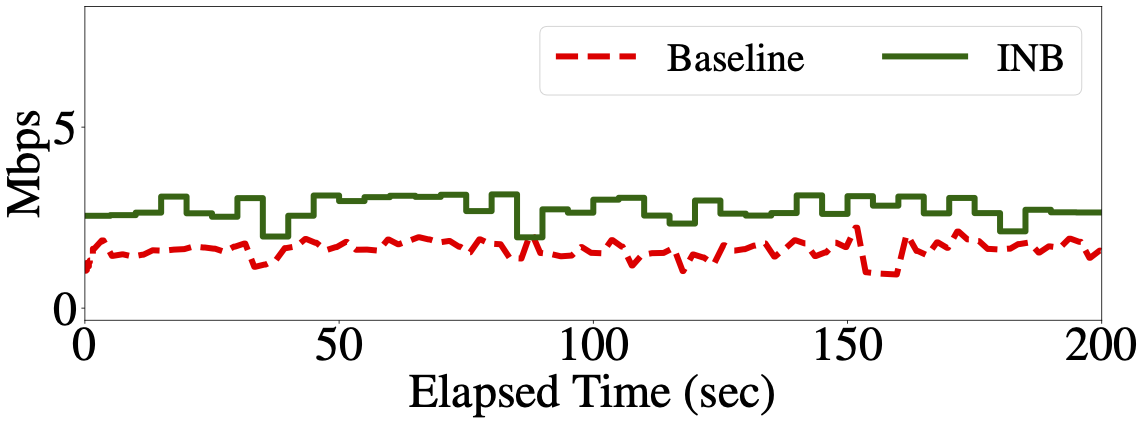 Baseline INB
Mbps
5
0
0 50 100 150 200
Elapsed Time (sec)